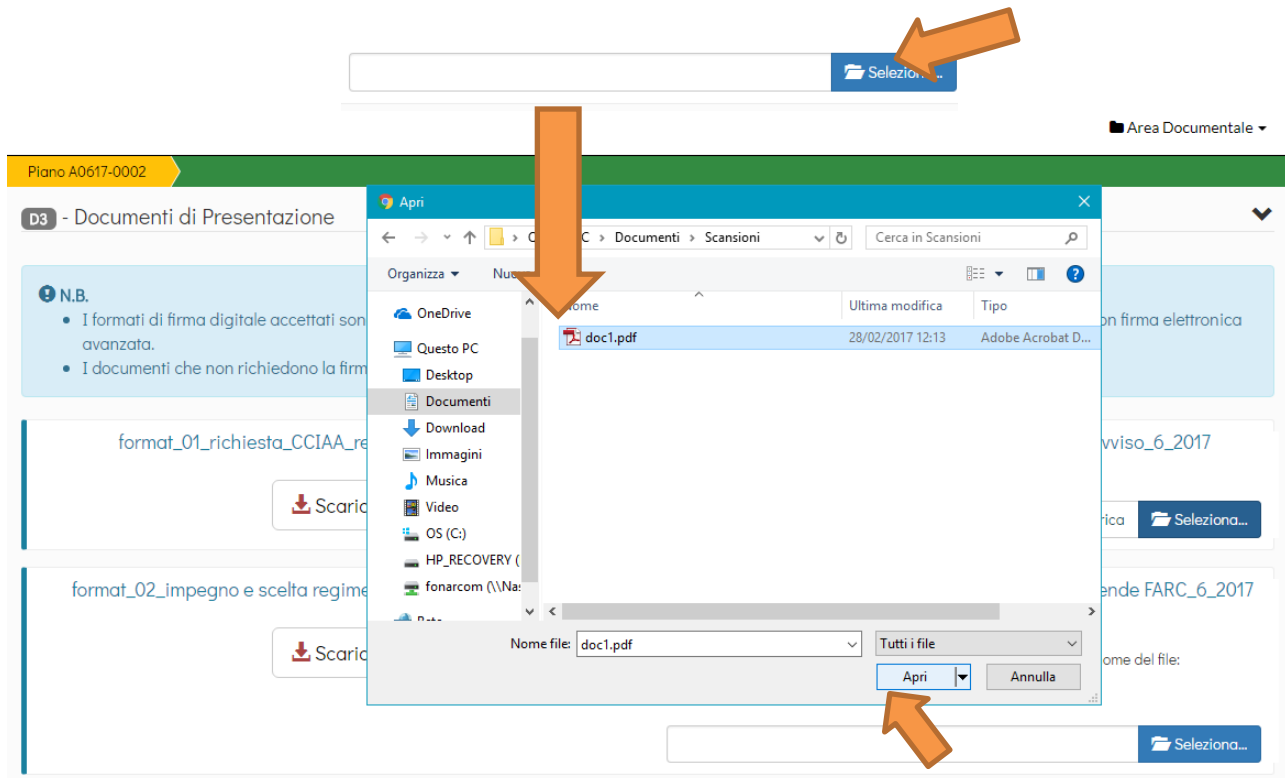 Selezion...
Area Documentale
Piano A0617-0002
D3 - Documenti di Presentazione
N.B.
I formati di firma digitale accettati son
on firma elettronica
avanzata.
I documenti che non richiedono la firm
format_01_richiesta_CCIAA_re
vviso_6_2017
Scaric
rica
Seleziona...
format_02_impegno e scelta regime
ende FARC_6_2017
Scaric
ome del file:
Seleziona...
Apri
C > Documenti > Scansioni
Cerca in Scansioni
Organizza
Nu
ome
Ultima modifica
Tipo
OneDrive
doc1.pdf
28/02/2017 12:13
Adobe Acrobat D...
Questo PC
Desktop
Documenti
Download
Immagini
Musica
Video
OS (C:)
HP_RECOVERY (
fonarcom (\\Na
Nome file:
doc1.pdf
Tutti i file
Apri
Annulla